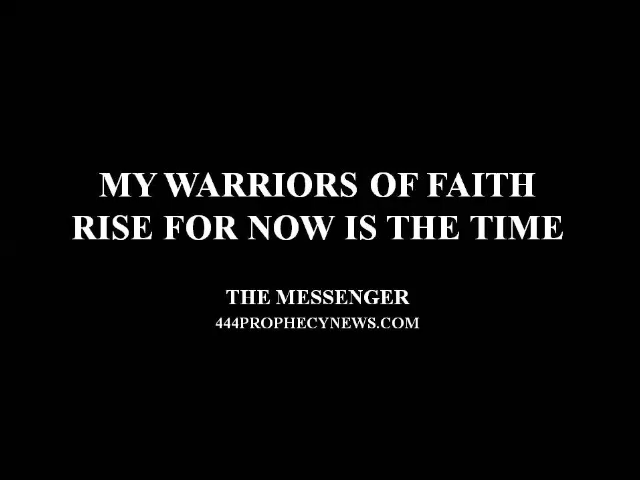 MY WARRIORS OF FAITH
RISE FOR NOW IS THE TIME
THE MESSENGER
444PROPHECYNEWS.COM